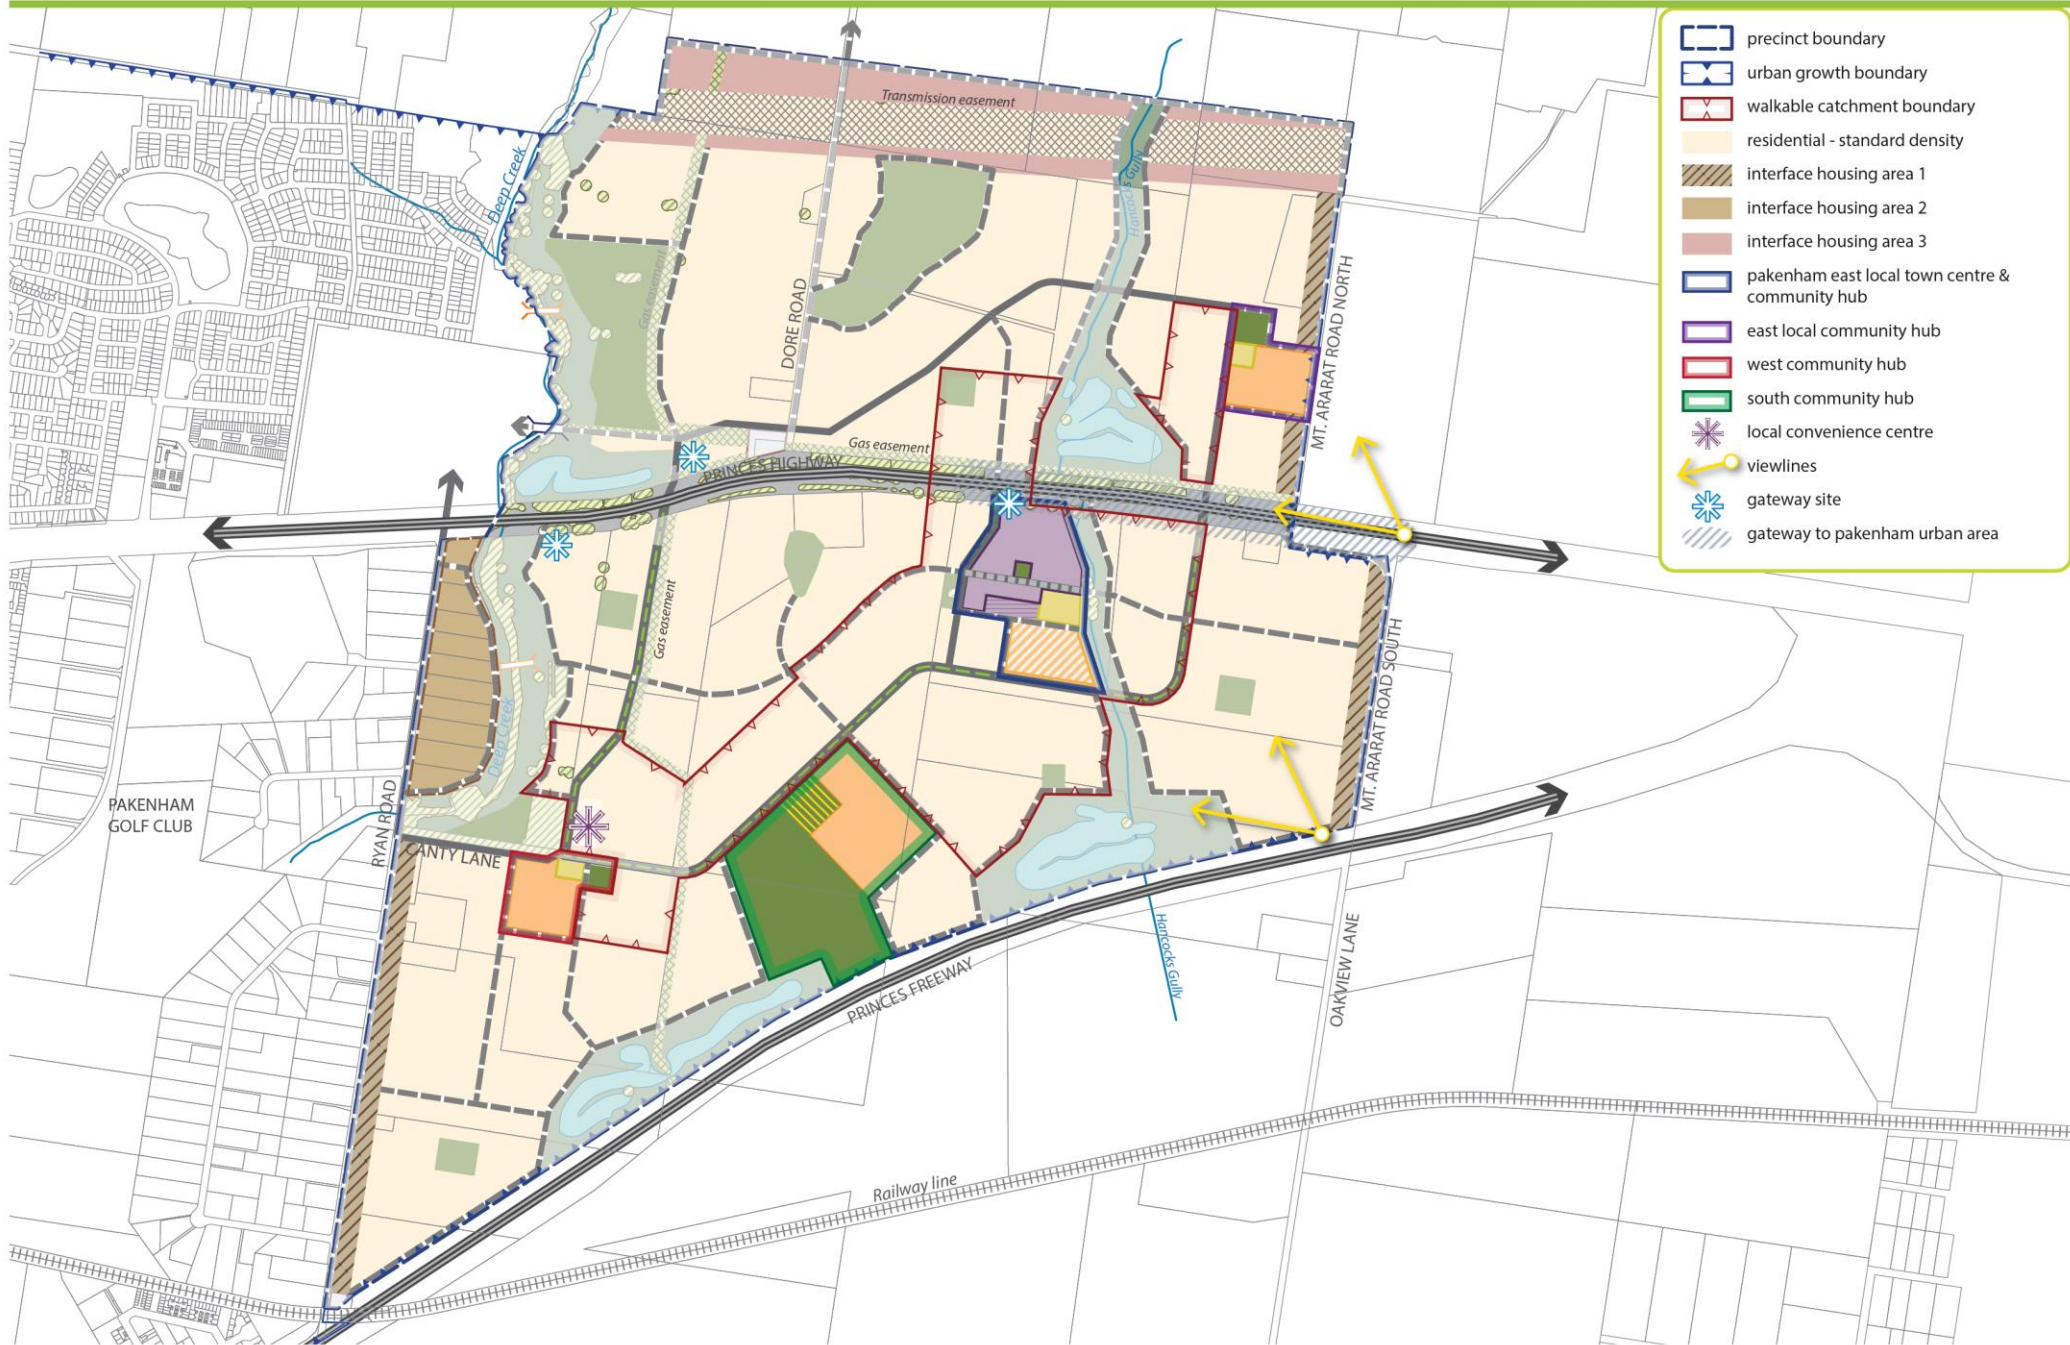 precinct boundary
urban growth boundary
walkable catchment boundary
residential - standard density
interface housing area 1
interface housing area 2
interface housing area 3
pakenham east local town centre &
community hub
east local community hub
west community hub
south community hub
local convenience centre
viewlines
gateway site
gateway to pakenham urban area
Transmission easement
Deep Creek
Hancocks Gully
Gas easement
DORE ROAD
MT. ARARAT ROAD NORTH
Gas easement
PRINCES HIGHWAY
Gas easement
MT. ARARAT ROAD SOUTH
Deep Creek
PAKENHAM
GOLF CLUB
RYAN ROAD
CANTY LANE
Hancocks Gully
OAKVIEW LANE
PRINCES FREEWAY
Railway line